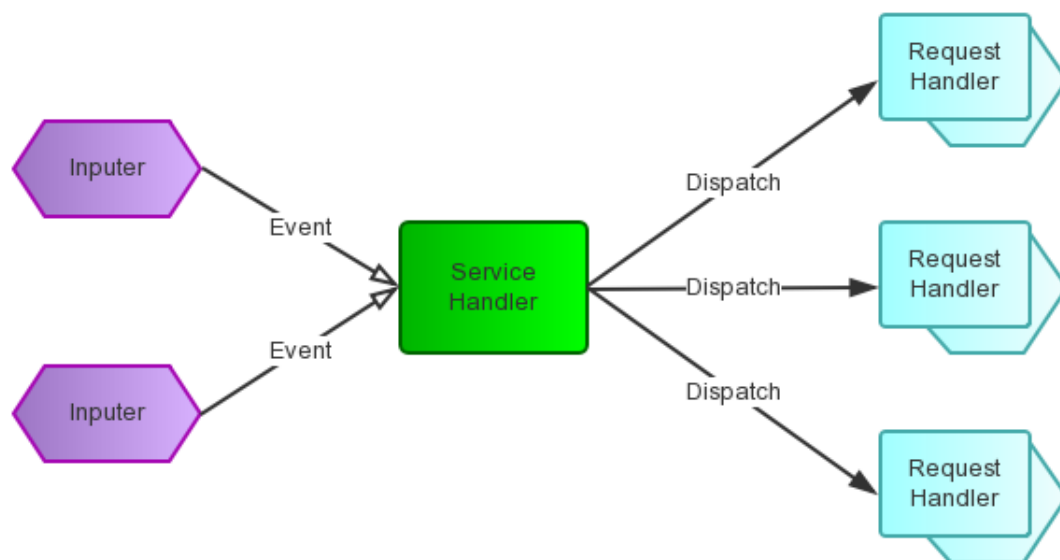 Inputer
Event
Inputer
Event
Service
Handler
Dispatch
Dispatch
Dispatch
Request
Handler
Request
Handler
Request
Handler